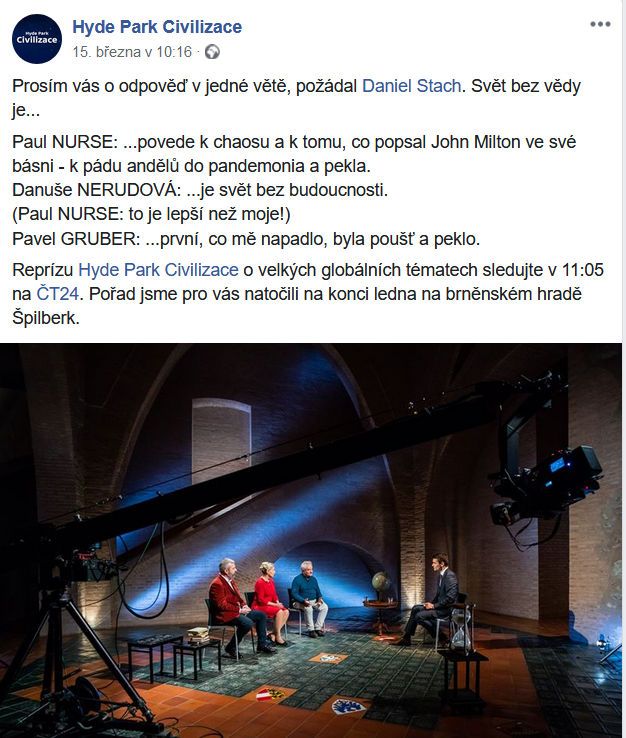 Hyde Park
Civilizace
Hyde Park Civilizace
15. března v 10:16 ·
Prosím vás o odpověď v jedné větě, požádal Daniel Stach. Svět bez vědy
je...
Paul NURSE: ...povede k chaosu a k tomu, co popsal John Milton ve své
básni - k pádu andělů do pandemonia a pekla.
Danuše NERUDOVÁ: ...je svět bez budoucnosti.
(Paul NURSE: to je lepší než moje!)
Pavel GRUBER: ...první, co mě napadlo, byla poušť a peklo.
Reprízu Hyde Park Civilizace o velkých globálních tématech sledujte v 11:05
na ČT24. Pořad jsme pro vás natočili na konci ledna na brněnském hradě
Špilberk.